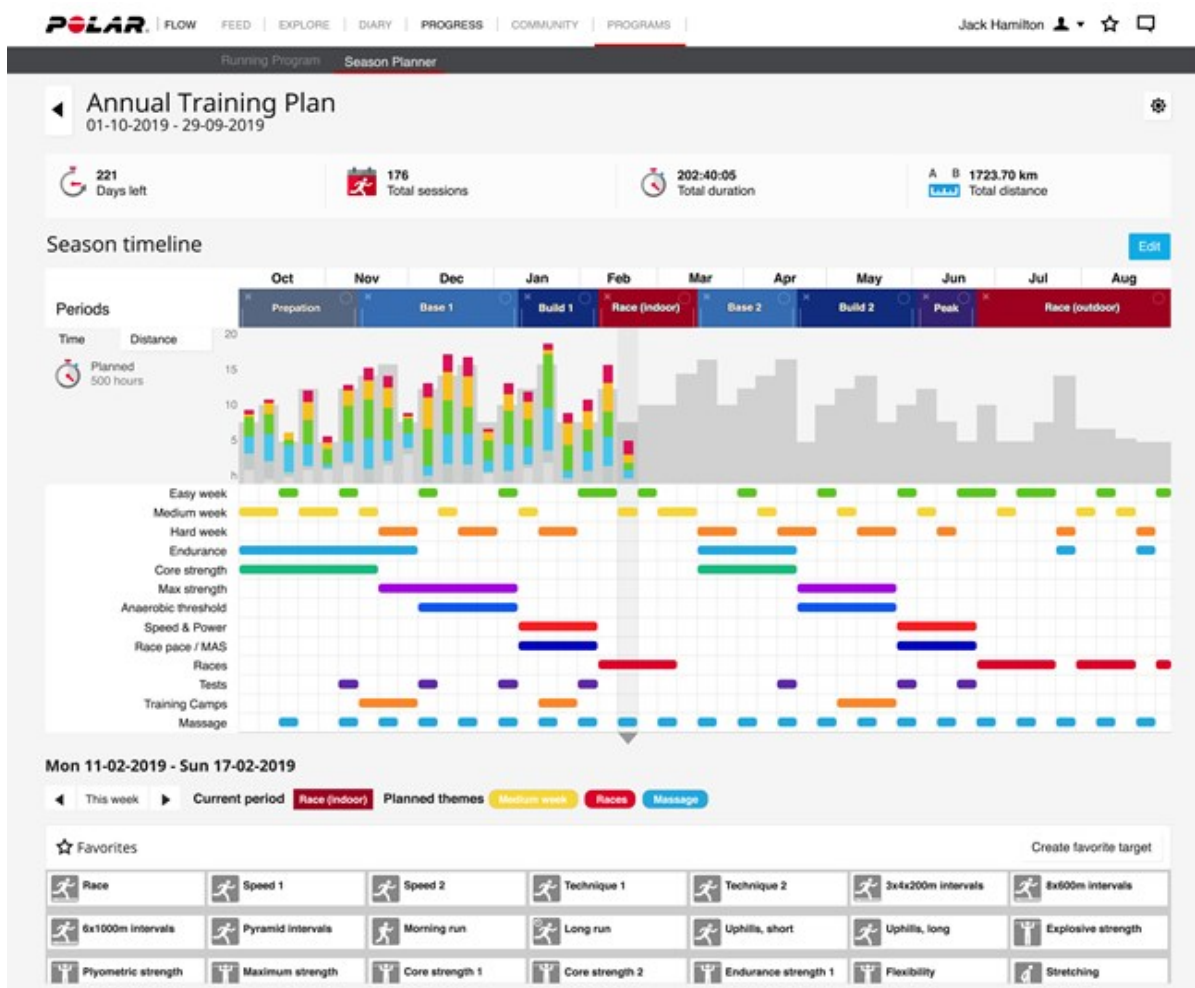 POLAR. FLOW FEED EXPLORE DIARY PROGRESS COMMUNITY PROGRAMS Jack Hamilton
Running Program Season Planner
Annual Training Plan
01-10-2019 - 29-09-2019
221 176 202:40:05 A B 1723.70 km
Days left Total sessions Total duration Total distance
Season timeline Edit
Oct Nov Dec Jan Feb Mar Apr May Jun Jul Aug
Periods Prepation Base 1 Build 1 Race (indoor) Base 2 Build 2 Peak Race (outdoor)
Time Distance 20
Planned 15
500 hours
10
5
h
Easy week
Medium week
Hard week
Endurance
Core strength
Max strength
Anaerobic threshold
Speed & Power
Race pace / MAS
Races
Tests
Training Camps
Massage
Mon 11-02-2019 - Sun 17-02-2019
This week Current period Race (indoor) Planned themes Medium week Races Massage
Favorites Create favorite target
Race Speed 1 Speed 2 Technique 1 Technique 2 3x4x200m intervals 8x600m intervals
6x1000m intervals Pyramid intervals Morning run Long run Uphills, short Uphills, long Explosive strength
Plyometric strength Maximum strength Core strength 1 Core strength 2 Endurance strength 1 Flexibility Stretching